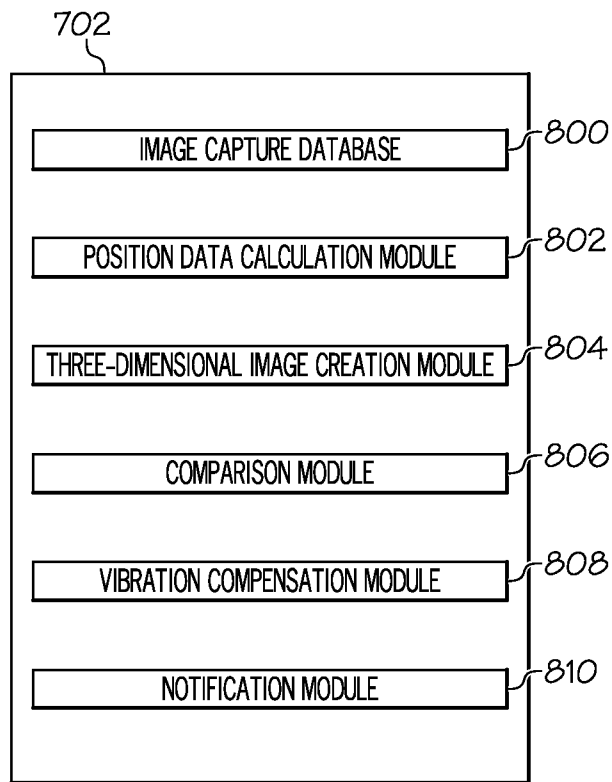 702
IMAGE CAPTURE DATABASE 800
POSITION DATA CALCULATION MODULE 802
THREE-DIMENSIONAL IMAGE CREATION MODULE 804
COMPARISON MODULE 806
VIBRATION COMPENSATION MODULE 808
NOTIFICATION MODULE 810